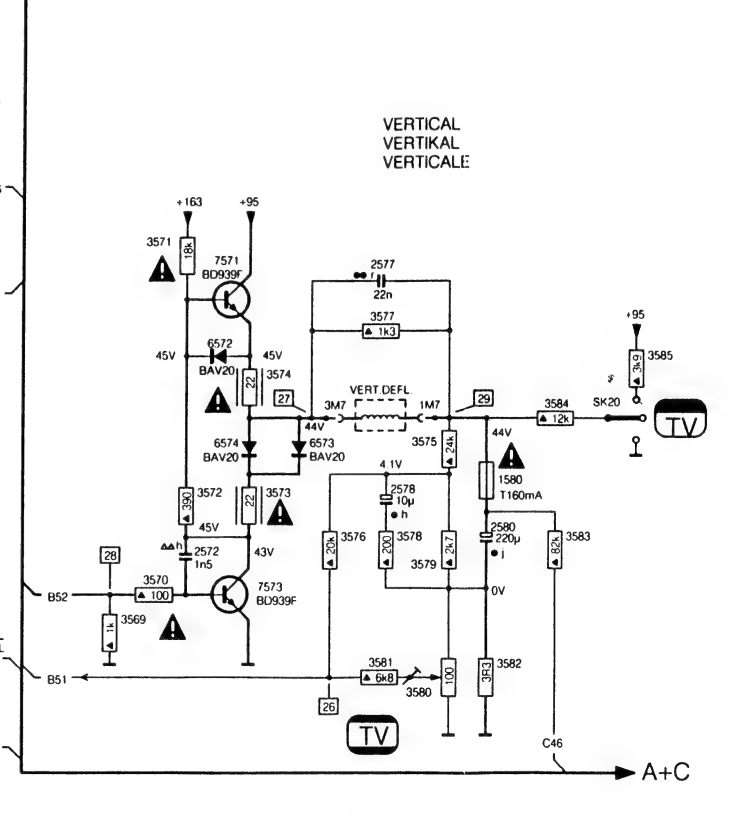 VERTICAL
VERTIKAL
VERTICALE
+163
+95
3571
18k
7571
BD939F
2577
r
22n
3577
1k3
+95
3k9
3585
6572
45V
45V
BAV20
3574
22
27
VERT.DEFL.
29
3M7
1M7
44V
SK20
3584
12k
TV
6574
BAV20
6573
BAV20
3575
24k
44V
1580
T160mA
4.1V
2578
10µ
h
390
3572
22
3573
45V
2580
220µ
j
20k
3576
200
3578
3579
2k7
82k
3583
h
2572
1n5
43V
28
3570
100
7573
BD939F
0V
B52
1k
3569
3581
6k8
3580
100
3R3
3582
B51
26
TV
C46
A+C